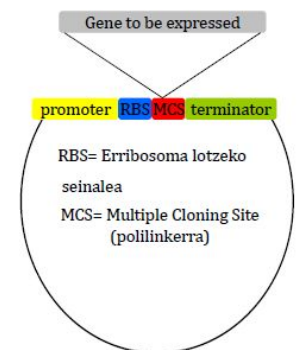 Gene to be expressed
promoter RBS MCS terminator
RBS= Erribosoma lotzeko
seinalea
MCS= Multiple Cloning Site
(polilinkerra)